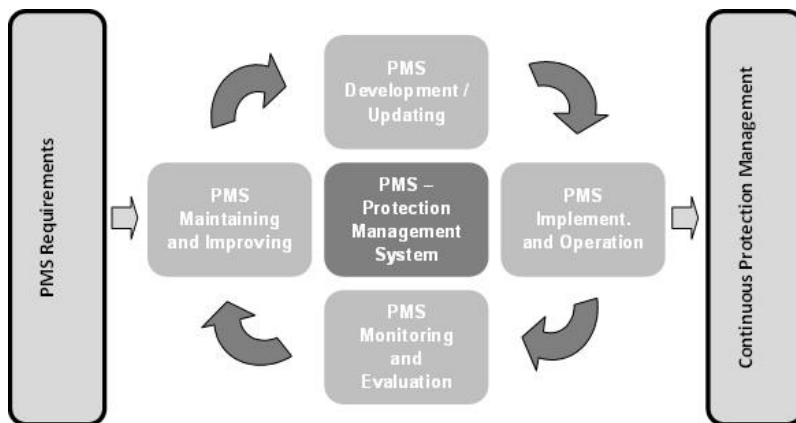 PMS Requirements
PMS
Development /
Updating
PMS
Maintaining
and Improving
PMS –
Protection
Management
System
PMS
Implement.
and Operation
PMS
Monitoring
and
Evaluation
Continuous Protection Management